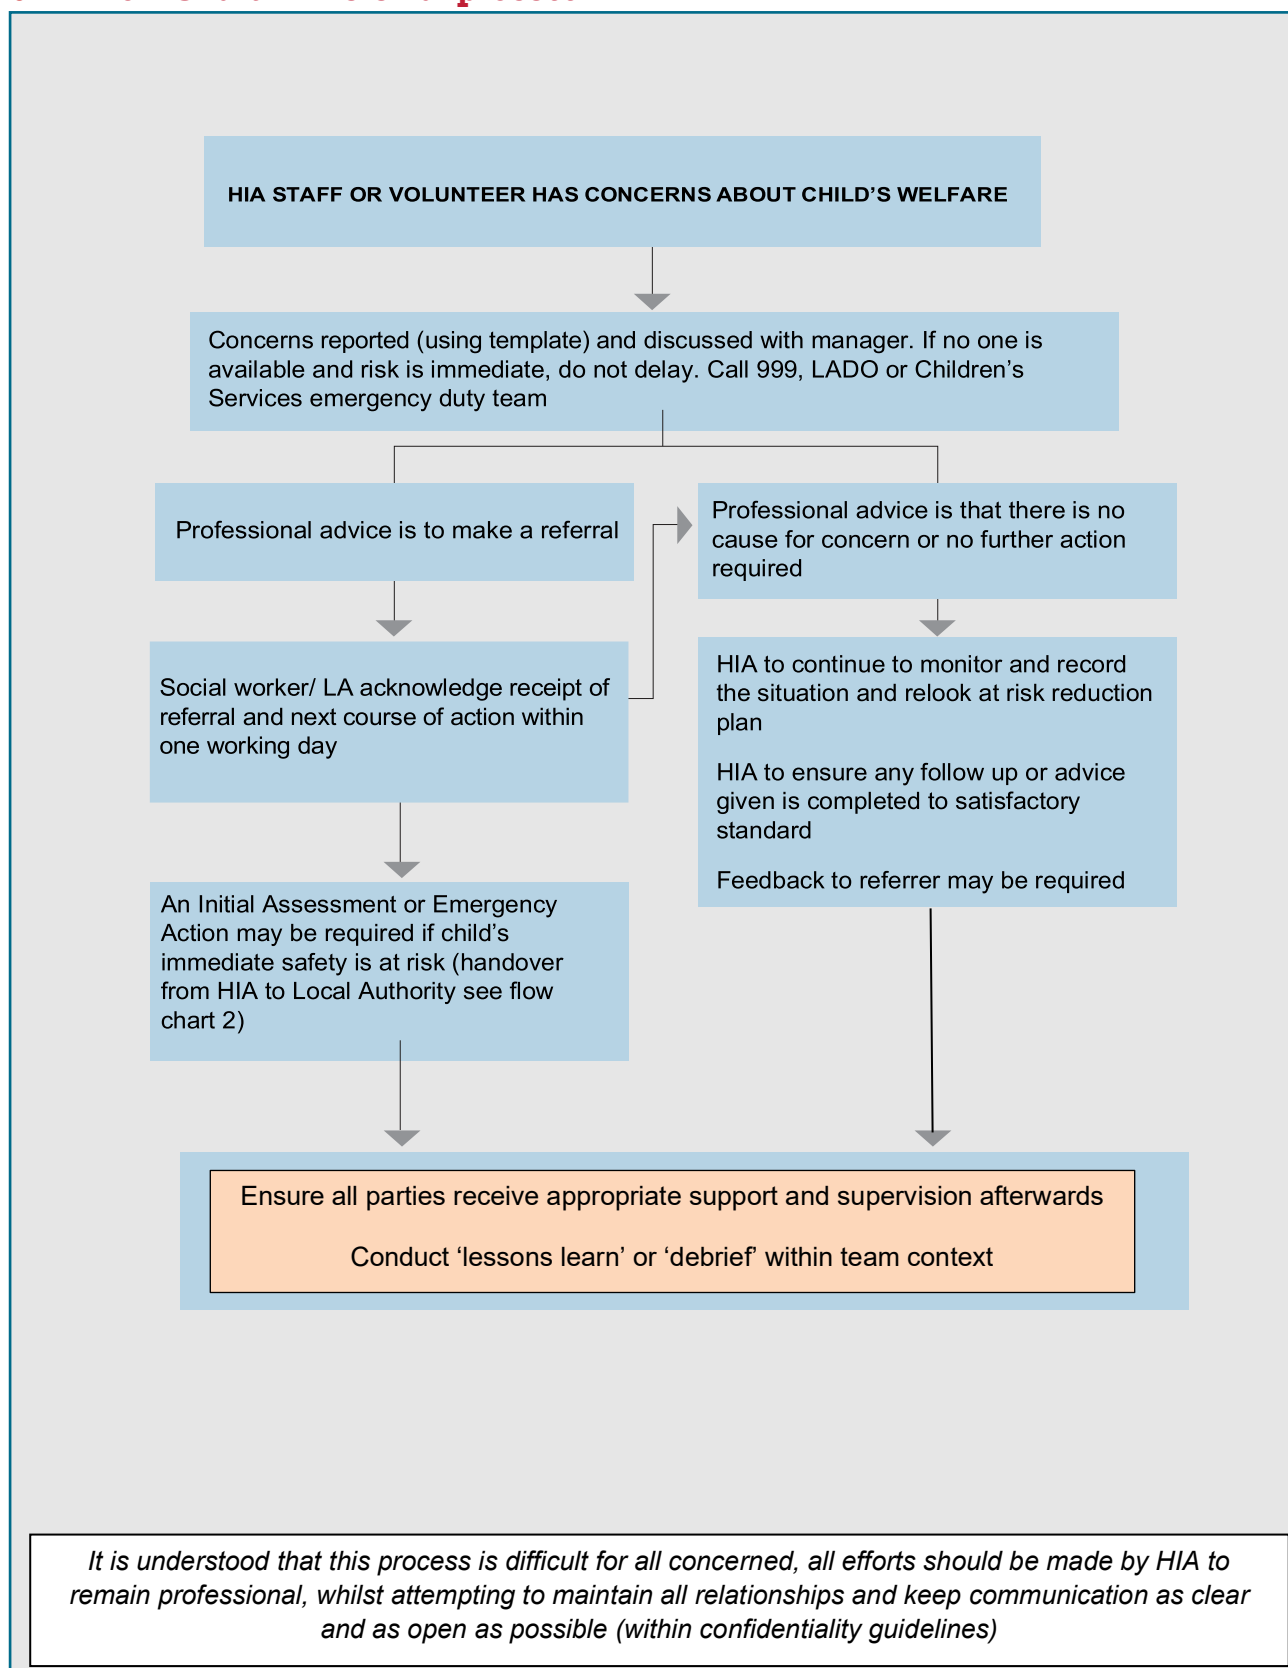 HIA STAFF OR VOLUNTEER HAS CONCERNS ABOUT CHILD’S WELFARE
Concerns reported (using template) and discussed with manager. If no one is
available and risk is immediate, do not delay. Call 999, LADO or Children’s
Services emergency duty team
Professional advice is to make a referral
Professional advice is that there is no
cause for concern or no further action
required
Social worker/ LA acknowledge receipt of
referral and next course of action within
one working day
HIA to continue to monitor and record
the situation and relook at risk reduction
plan
HIA to ensure any follow up or advice
given is completed to satisfactory
standard
Feedback to referrer may be required
An Initial Assessment or Emergency
Action may be required if child’s
immediate safety is at risk (handover
from HIA to Local Authority see flow
chart 2)
Ensure all parties receive appropriate support and supervision afterwards
Conduct ‘lessons learn’ or ‘debrief’ within team context
It is understood that this process is difficult for all concerned, all efforts should be made by HIA to
remain professional, whilst attempting to maintain all relationships and keep communication as clear
and as open as possible (within confidentiality guidelines)